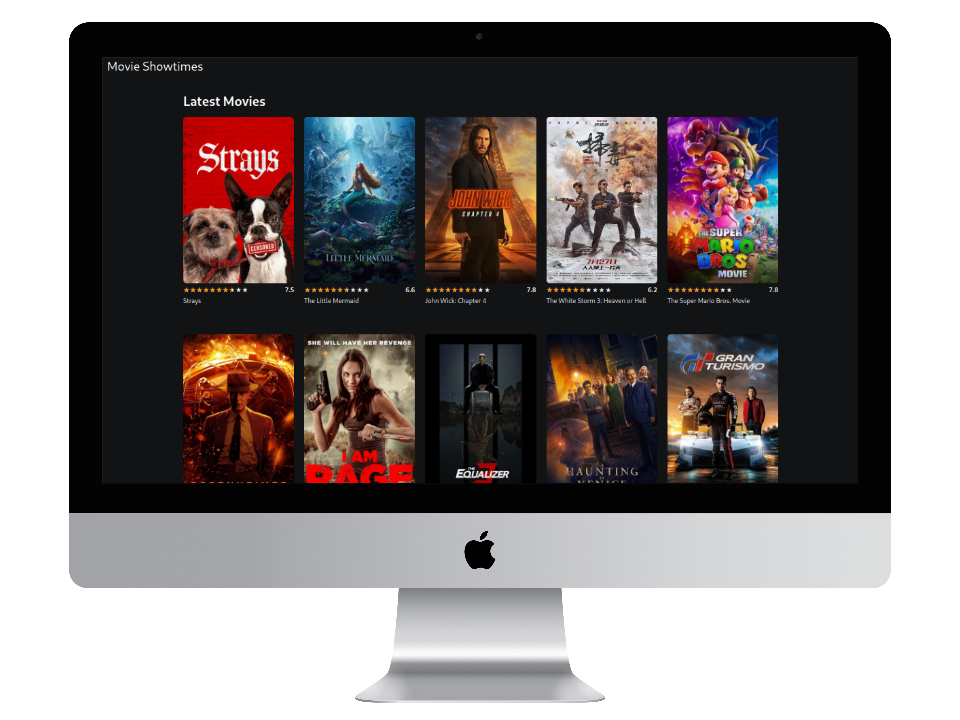 Movie Showtimes
Latest Movies
Strays
CENSORED
THE LITTLE MERMAID
JOHN WICK
CHAPTER 4
掃毒
7月27日
THE SUPER
MARIO
BROS.
MOVIE
7.5
6.6
7.8
6.2
7.8
Strays
The Little Mermaid
John Wick: Chapter 4
The White Storm 3: Heaven or Hell
The Super Mario Bros. Movie
SHE WILL HAVE HER REVENGE
I AM
RAGE
THE
EQUALIZER
3
A HAUNTING
VENICE
GRAN
TURISMO